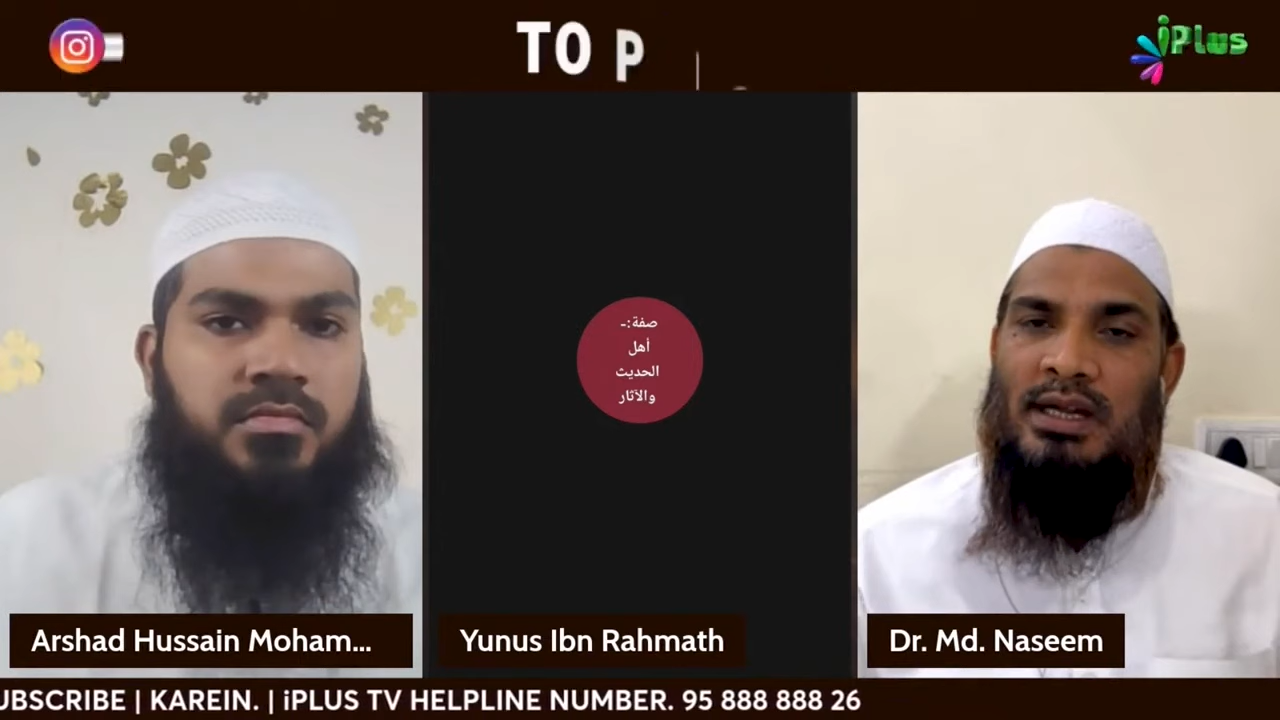 TO P
iPlus
صفة:-
أهل
الحديث
والآثار
Arshad Hussain Moham...
Yunus Ibn Rahmath
Dr. Md. Naseem
UBSCRIBE | KAREIN. | iPLUS TV HELPLINE NUMBER. 95 888 888 26